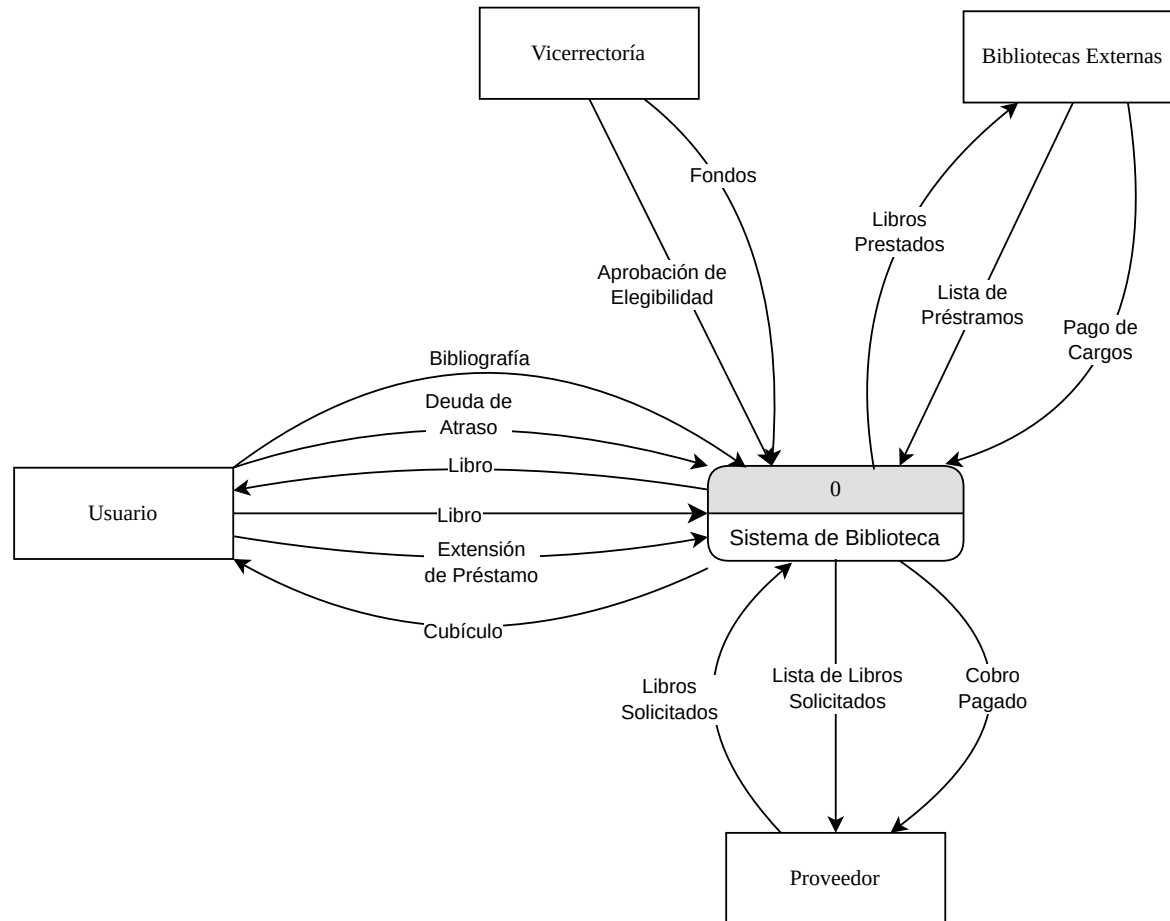 Vicerrectoría
Bibliotecas Externas
Fondos
Libros
Prestados
Aprobación de
Elegibilidad
Lista de
Préstramos
Pago de
Cargos
Bibliografía
Deuda de
Atraso
Libro
Usuario
Libro
Extensión
de Préstamo
Cubículo
0
Sistema de Biblioteca
Libros
Solicitados
Lista de Libros
Solicitados
Cobro
Pagado
Proveedor